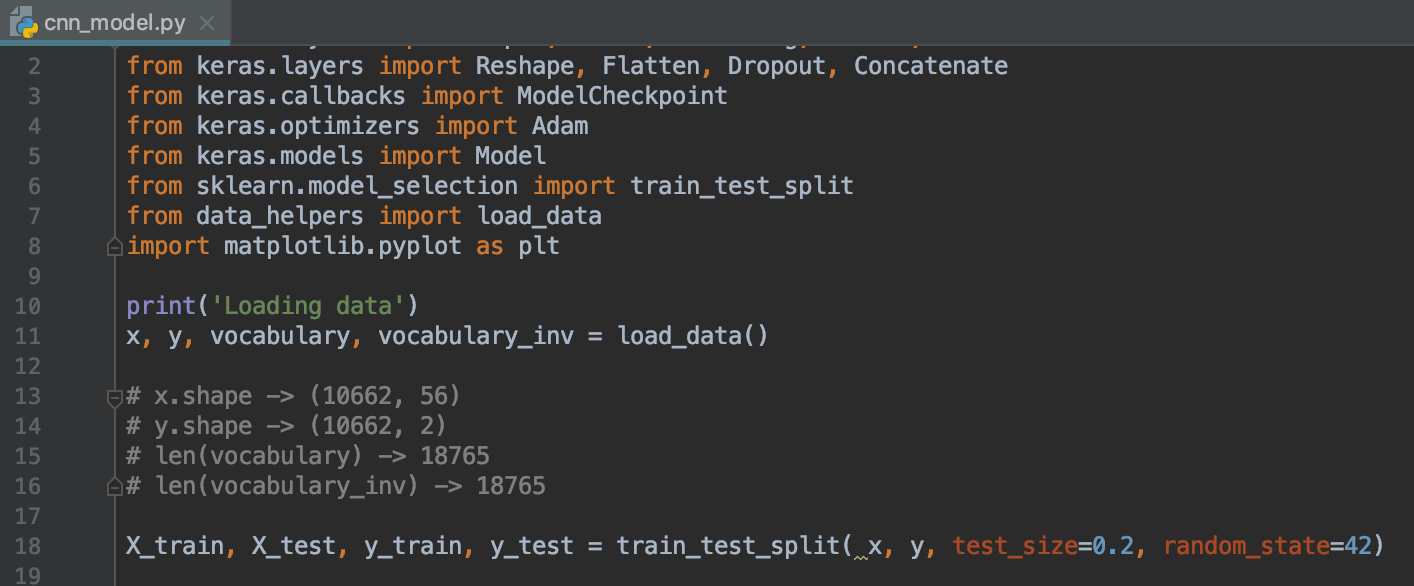 cnn_model.py
2 from keras.layers import Reshape, Flatten, Dropout, Concatenate
3 from keras.callbacks import ModelCheckpoint
4 from keras.optimizers import Adam
5 from keras.models import Model
6 from sklearn.model_selection import train_test_split
7 from data_helpers import load_data
8 import matplotlib.pyplot as plt
9
10 print('Loading data')
11 x, y, vocabulary, vocabulary_inv = load_data()
12
13 # x.shape -> (10662, 56)
14 # y.shape -> (10662, 2)
15 # len(vocabulary) -> 18765
16 # len(vocabulary_inv) -> 18765
17
18 X_train, X_test, y_train, y_test = train_test_split( x, y, test_size=0.2, random_state=42)
19